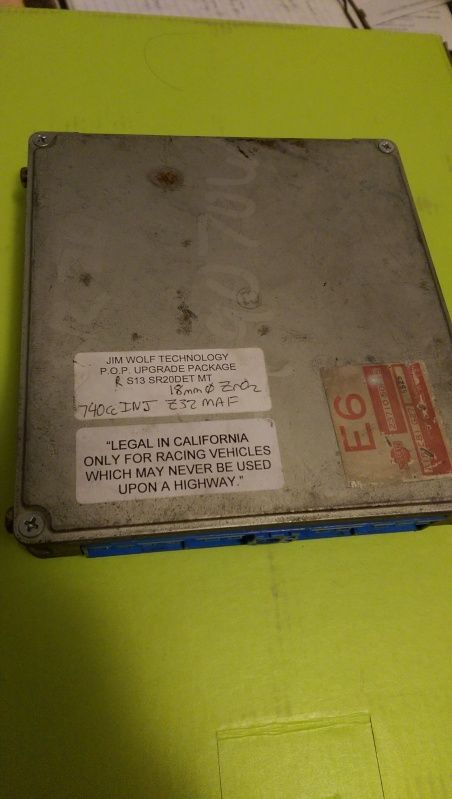 JIM WOLF TECHNOLOGY
P.O.P. UPGRADE PACKAGE
R S13 SR20DET MT
18mm Ø ZnO2
740cc INJ Z32 MAF
"LEGAL IN CALIFORNIA
ONLY FOR RACING VEHICLES
WHICH MAY NEVER BE USED
UPON A HIGHWAY."
E6